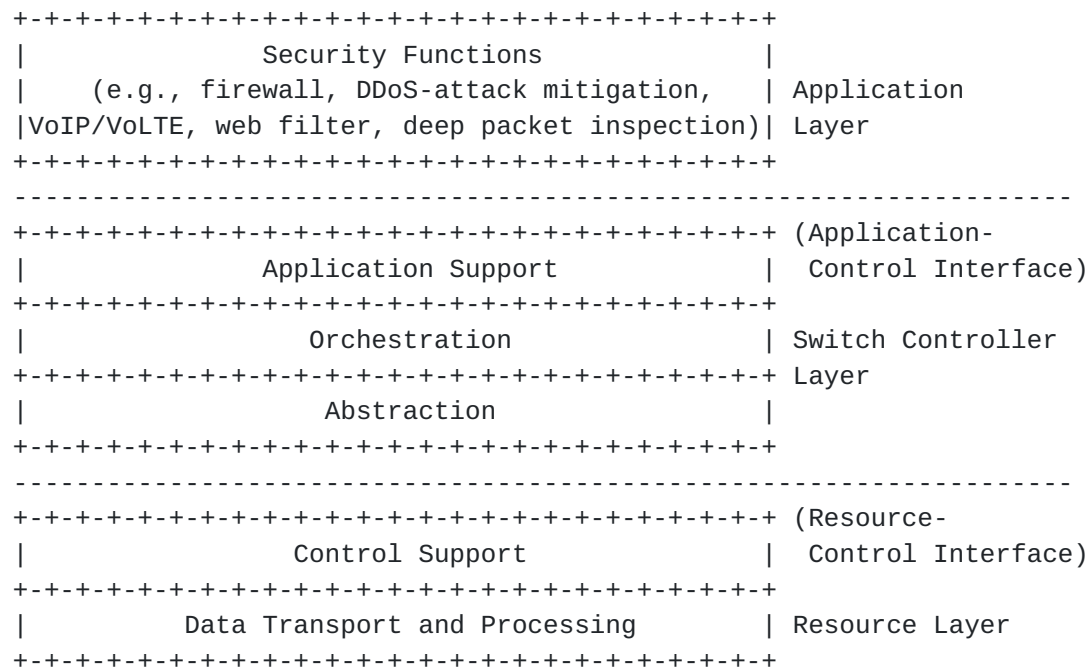 +-+-+-+-+-+-+-+-+-+-+-+-+-+-+-+-+-+-+-+-+-+-+-+-+
|               Security Functions              |
|    (e.g., firewall, DDoS-attack mitigation,   | Application
|VoIP/VoLTE, web filter, deep packet inspection)| Layer
+-+-+-+-+-+-+-+-+-+-+-+-+-+-+-+-+-+-+-+-+-+-+-+-+
--------------------------------------------------------------------
+-+-+-+-+-+-+-+-+-+-+-+-+-+-+-+-+-+-+-+-+-+-+-+-+ (Application-
|               Application Support             |  Control Interface)
+-+-+-+-+-+-+-+-+-+-+-+-+-+-+-+-+-+-+-+-+-+-+-+-+
|                  Orchestration                | Switch Controller
+-+-+-+-+-+-+-+-+-+-+-+-+-+-+-+-+-+-+-+-+-+-+-+-+ Layer
|                   Abstraction                 |
+-+-+-+-+-+-+-+-+-+-+-+-+-+-+-+-+-+-+-+-+-+-+-+-+
--------------------------------------------------------------------
+-+-+-+-+-+-+-+-+-+-+-+-+-+-+-+-+-+-+-+-+-+-+-+-+ (Resource-
|                 Control Support               |  Control Interface)
+-+-+-+-+-+-+-+-+-+-+-+-+-+-+-+-+-+-+-+-+-+-+-+-+
|          Data Transport and Processing        | Resource Layer
+-+-+-+-+-+-+-+-+-+-+-+-+-+-+-+-+-+-+-+-+-+-+-+-+